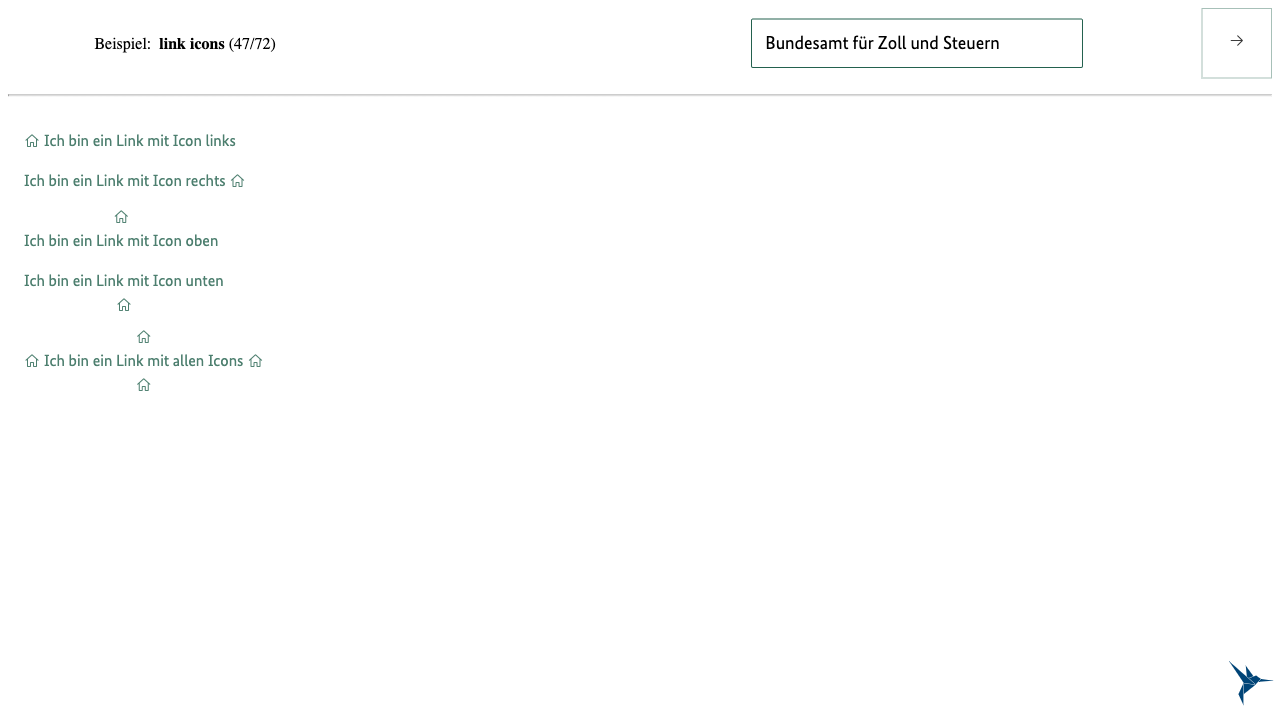 Beispiel: link icons (47/72)
Bundesamt für Zoll und Steuern
Ich bin ein Link mit Icon links
Ich bin ein Link mit Icon rechts
Ich bin ein Link mit Icon oben
Ich bin ein Link mit Icon unten
Ich bin ein Link mit allen Icons